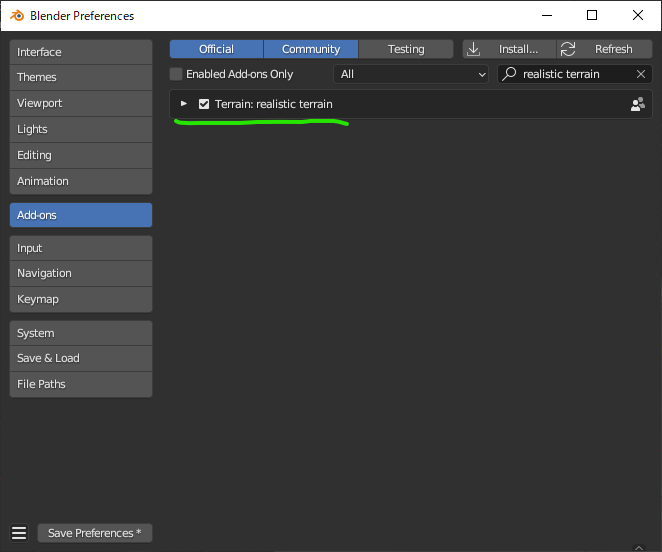 Blender Preferences
Interface
Themes
Viewport
Lights
Editing
Animation
Add-ons
Input
Navigation
Keymap
System
Save & Load
File Paths
Save Preferences *
Official Community Testing Install... Refresh
Enabled Add-ons Only All realistic terrain
Terrain: realistic terrain